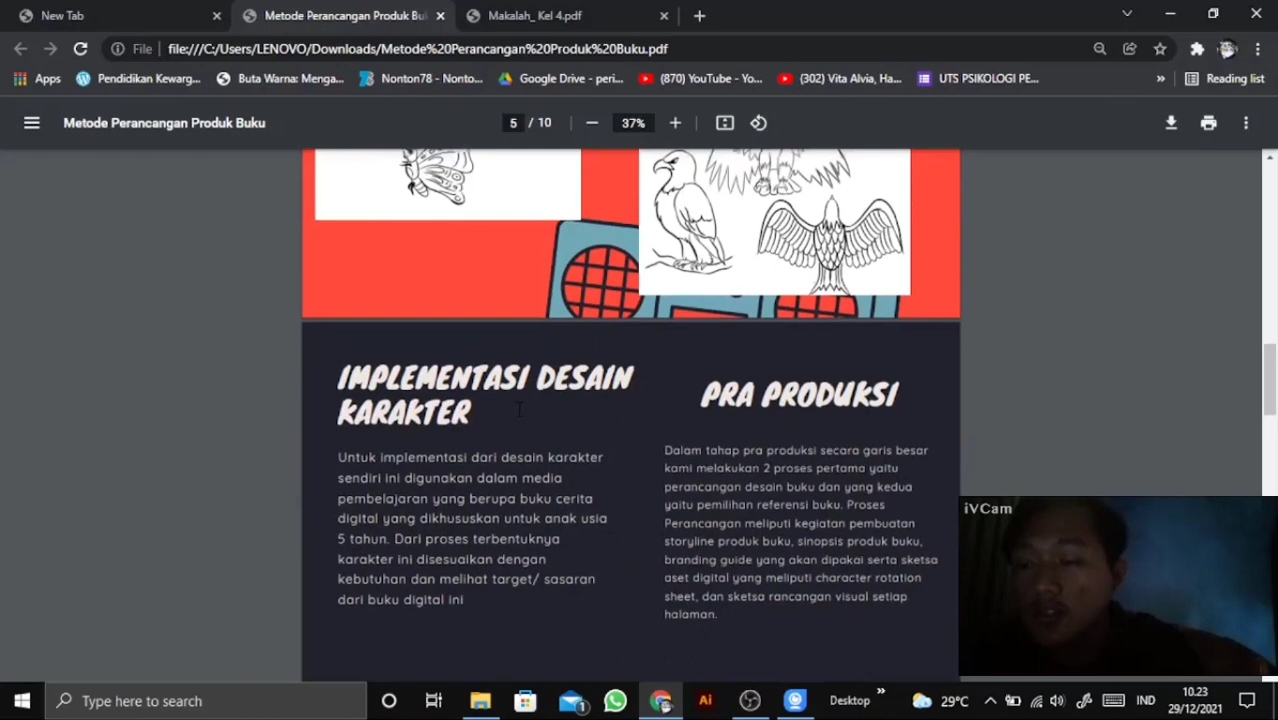 New Tab
Metode Perancangan Produk Bu
Makalah_ Kel 4.pdf
File
file:///C:/Users/LENOVO/Downloads/Metode%20Perancangan%20Produk%20Buku.pdf
Apps
Pendidikan Kewarg...
Buta Warna: Menga...
Nonton78 - Nonto...
Google Drive - peri...
(870) YouTube - Yo...
(302) Vita Alvia, Ha...
UTS PSIKOLOGI PE...
»
Reading list
Metode Perancangan Produk Buku
5 / 10
37%
IMPLEMENTASI DESAIN
KARAKTER
Untuk implementasi dari desain karakter
sendiri ini digunakan dalam media
pembelajaran yang berupa buku cerita
digital yang dikhususkan untuk anak usia
5 tahun. Dari proses terbentuknya
karakter ini disesuaikan dengan
kebutuhan dan melihat target/ sasaran
dari buku digital ini
PRA PRODUKSI
Dalam tahap pra produksi secara garis besar
kami melakukan 2 proses pertama yaitu
perancangan desain buku dan yang kedua
yaitu pemilihan referensi buku. Proses
Perancangan meliputi kegiatan pembuatan
storyline produk buku, sinopsis produk buku,
branding guide yang akan dipakai serta sketsa
aset digital yang meliputi character rotation
sheet, dan sketsa rancangan visual setiap
halaman.
iVCam
Type here to search
1
Ai
Desktop
»
29°C
IND
10.23
29/12/2021